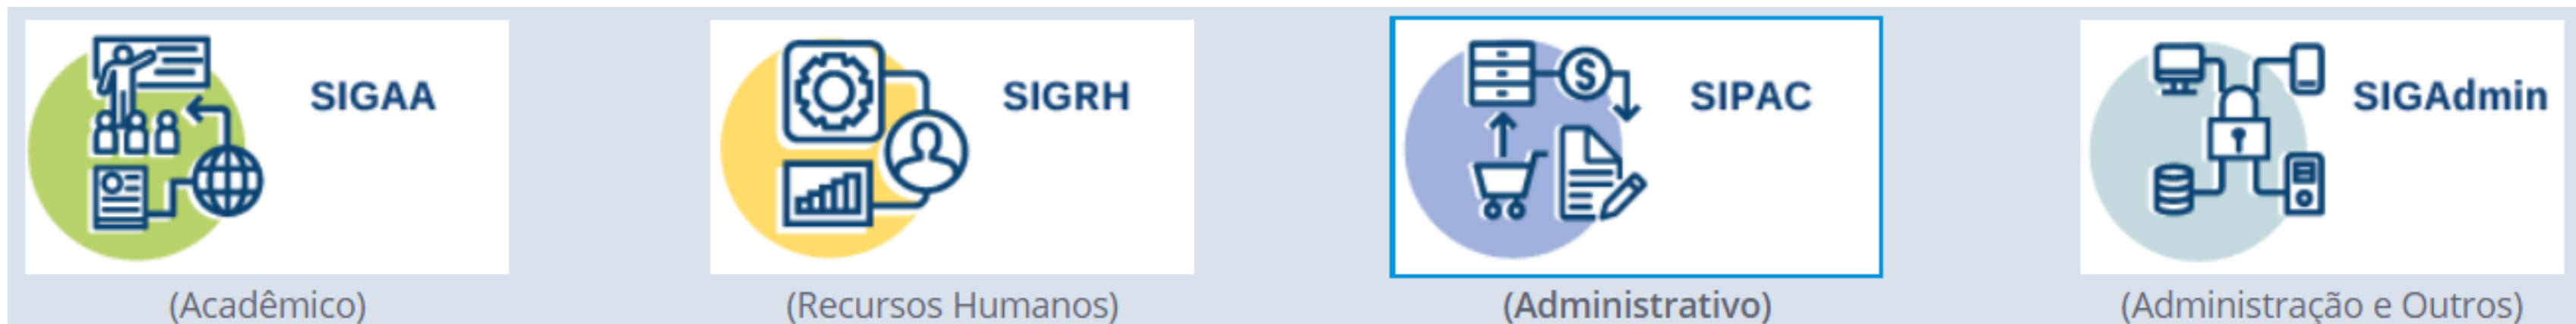 SIGAA
SIGRH
SIPAC
SIGAdmin
(Acadêmico)
(Recursos Humanos)
(Administrativo)
(Administração e Outros)